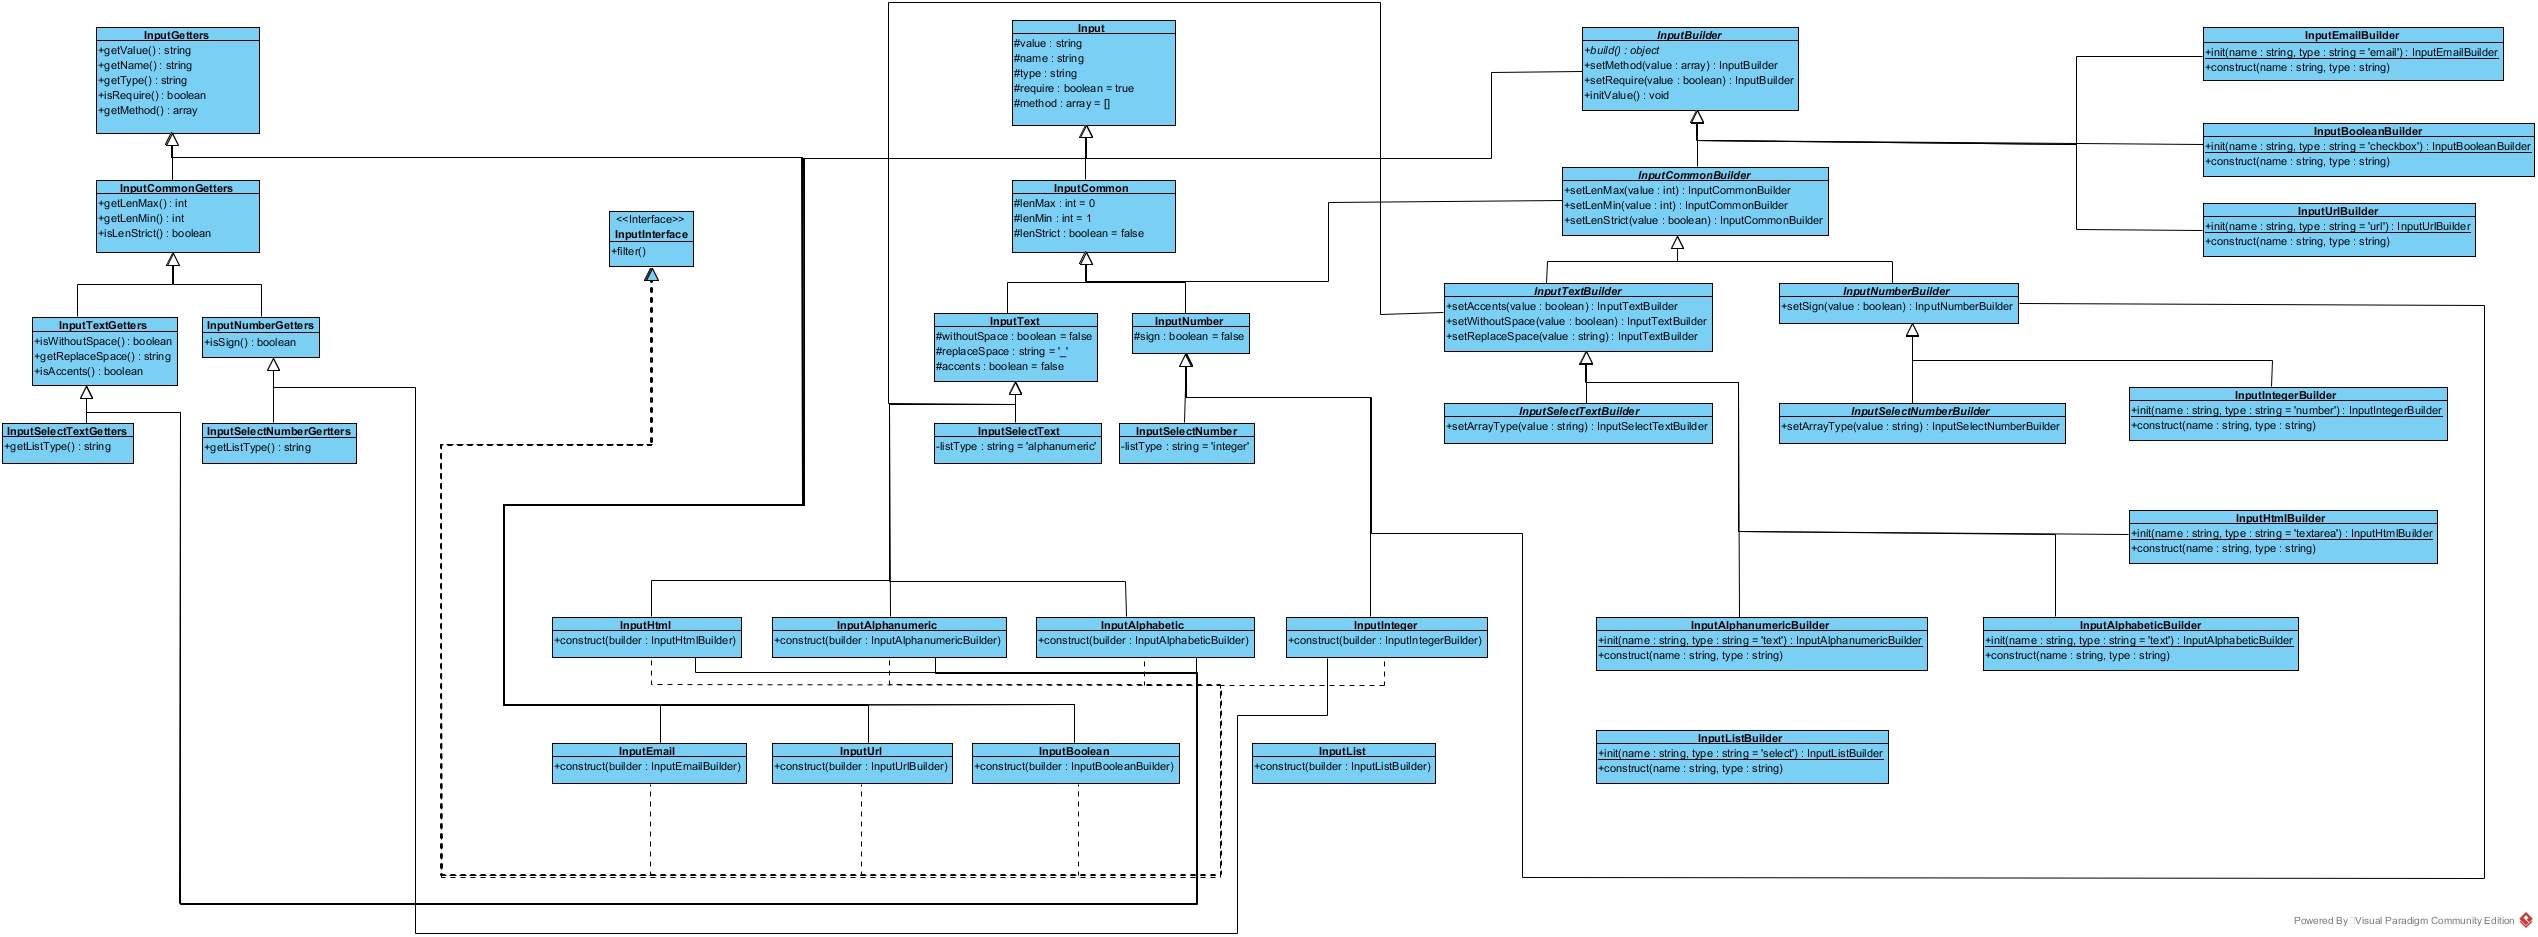 InputGetters
+getValue() : string
+getName() : string
+getType() : string
+isRequire() : boolean
+getMethod() : array
Input
#value : string
#name : string
#type : string
#require : boolean = true
#method : array = []
InputBuilder
+build() : object
+setMethod(value : array) : InputBuilder
+setRequire(value : boolean) : InputBuilder
+initValue() : void
InputEmailBuilder
+init(name : string, type : string = 'email') : InputEmailBuilder
+construct(name : string, type : string)
InputBooleanBuilder
+init(name : string, type : string = 'checkbox') : InputBooleanBuilder
+construct(name : string, type : string)
InputUrlBuilder
+init(name : string, type : string = 'url') : InputUrlBuilder
+construct(name : string, type : string)
InputCommonGetters
+getLenMax() : int
+getLenMin() : int
+isLenStrict() : boolean
<<Interface>>
InputInterface
+filter()
InputCommon
#lenMax : int = 0
#lenMin : int = 1
#lenStrict : boolean = false
InputCommonBuilder
+setLenMax(value : int) : InputCommonBuilder
+setLenMin(value : int) : InputCommonBuilder
+setLenStrict(value : boolean) : InputCommonBuilder
InputTextGetters
+isWithoutSpace() : boolean
+getReplaceSpace() : string
+isAccents() : boolean
InputNumberGetters
+isSign() : boolean
InputText
#withoutSpace : boolean = false
#replaceSpace : string = '_'
#accents : boolean = false
InputNumber
#sign : boolean = false
InputTextBuilder
+setAccents(value : boolean) : InputTextBuilder
+setWithoutSpace(value : boolean) : InputTextBuilder
+setReplaceSpace(value : string) : InputTextBuilder
InputNumberBuilder
+setSign(value : boolean) : InputNumberBuilder
InputIntegerBuilder
+init(name : string, type : string = 'number') : InputIntegerBuilder
+construct(name : string, type : string)
InputSelectTextGetters
+getListType() : string
InputSelectNumberGertters
+getListType() : string
InputSelectText
-listType : string = 'alphanumeric'
InputSelectNumber
-listType : string = 'integer'
InputSelectTextBuilder
+setArrayType(value : string) : InputSelectTextBuilder
InputSelectNumberBuilder
+setArrayType(value : string) : InputSelectNumberBuilder
InputHtmlBuilder
+init(name : string, type : string = 'textarea') : InputHtmlBuilder
+construct(name : string, type : string)
InputHtml
+construct(builder : InputHtmlBuilder)
InputAlphanumeric
+construct(builder : InputAlphanumericBuilder)
InputAlphabetic
+construct(builder : InputAlphabeticBuilder)
InputInteger
+construct(builder : InputIntegerBuilder)
InputAlphanumericBuilder
+init(name : string, type : string = 'text') : InputAlphanumericBuilder
+construct(name : string, type : string)
InputAlphabeticBuilder
+init(name : string, type : string = 'text') : InputAlphabeticBuilder
+construct(name : string, type : string)
InputEmail
+construct(builder : InputEmailBuilder)
InputUrl
+construct(builder : InputUrlBuilder)
InputBoolean
+construct(builder : InputBooleanBuilder)
InputList
+construct(builder : InputListBuilder)
InputListBuilder
+init(name : string, type : string = 'select') : InputListBuilder
+construct(name : string, type : string)
Powered By Visual Paradigm Community Edition